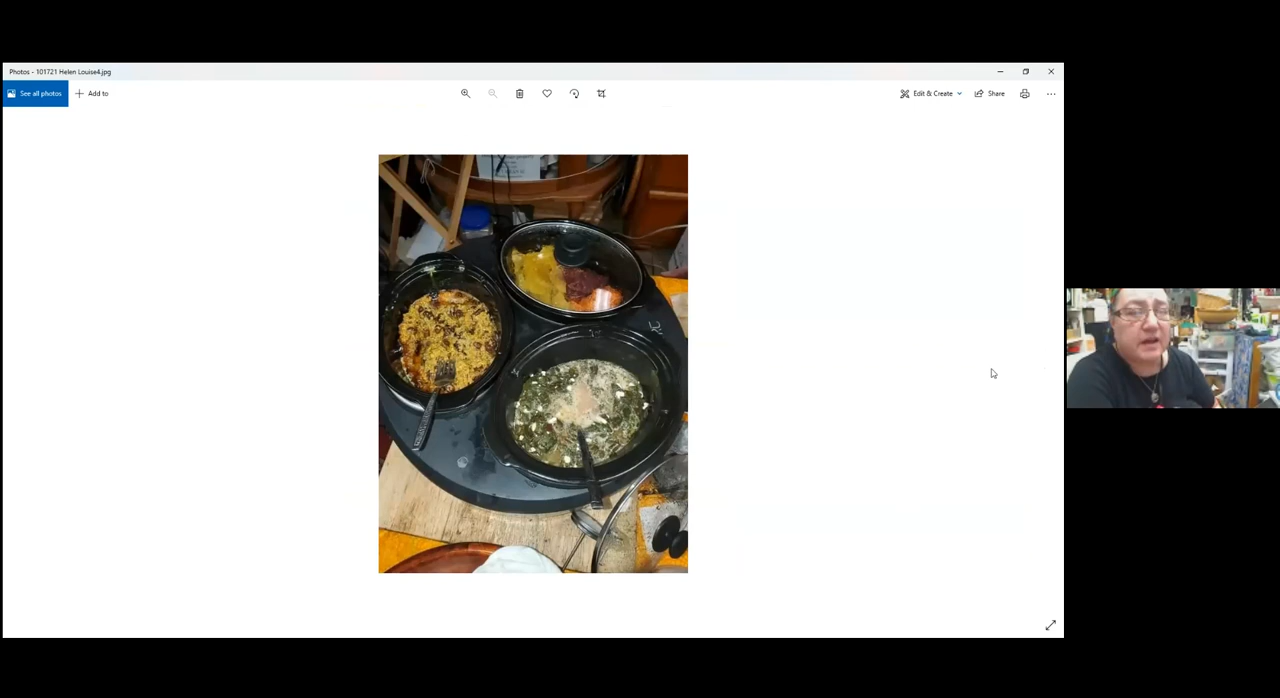 Photos - 101721 Helen Louise4.jpg
See all photos
Add to
Edit & Create
Share